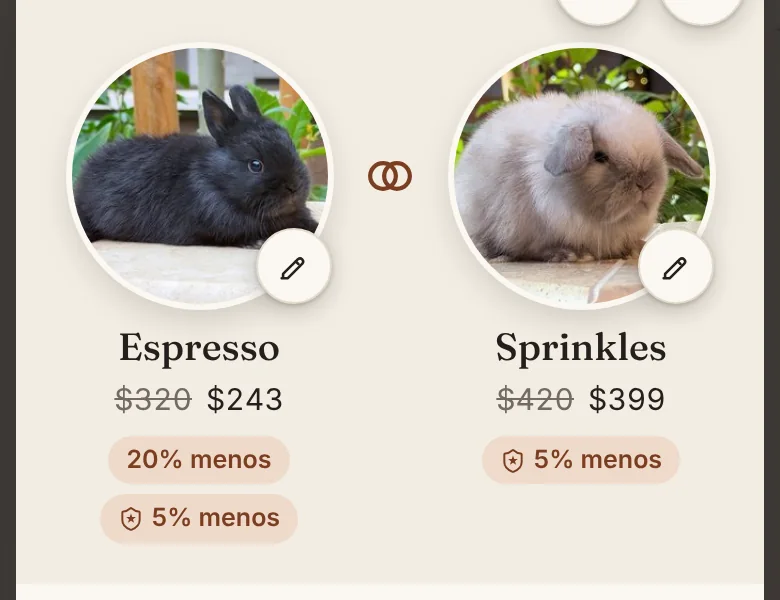 Espresso
$320 $243
20% menos
5% menos
Sprinkles
$420 $399
5% menos